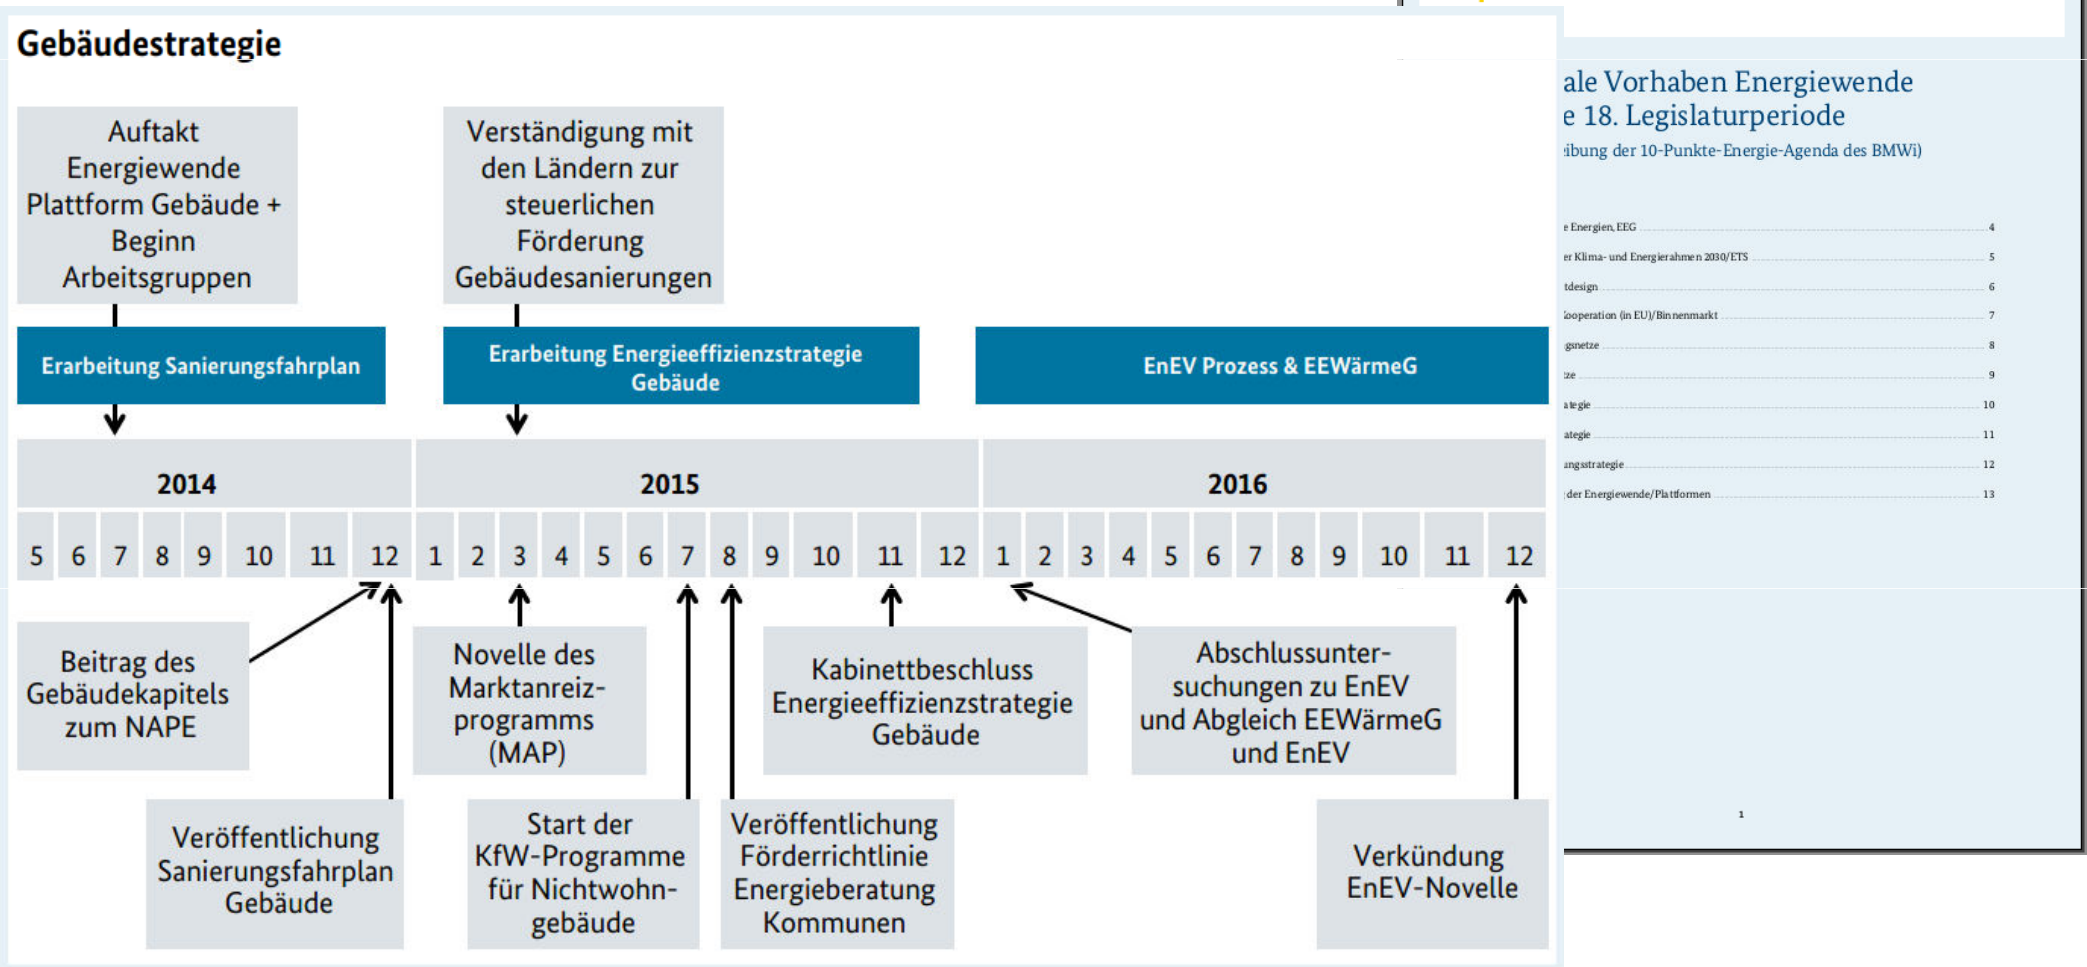 Gebäudestrategie
Auftakt
Energiewende
Plattform Gebäude +
Beginn
Arbeitsgruppen
Verständigung mit
den Ländern zur
steuerlichen
Förderung
Gebäudesanierungen
Erarbeitung Sanierungsfahrplan
Erarbeitung Energieeffizienzstrategie
Gebäude
EnEV Prozess & EEWärmeG
2014 2015 2016
5 6 7 8 9 10 11 12 1 2 3 4 5 6 7 8 9 10 11 12 1 2 3 4 5 6 7 8 9 10 11 12
Beitrag des
Gebäudekapitels
zum NAPE
Novelle des
Marktanreiz-
programms
(MAP)
Kabinettbeschluss
Energieeffizienzstrategie
Gebäude
Abschlussunter-
suchungen zu EnEV
und Abgleich EEWärmeG
und EnEV
Veröffentlichung
Sanierungsfahrplan
Gebäude
Start der
KfW-Programme
für Nichtwohn-
gebäude
Veröffentlichung
Förderrichtlinie
Energieberatung
Kommunen
Verkündung
EnEV-Novelle
ale Vorhaben Energiewende
e 18. Legislaturperiode
eibung der 10-Punkte-Energie-Agenda des BMWi)
e Energien, EEG 4
er Klima- und Energierahmen 2030/ETS 5
tdesign 6
Kooperation (in EU)/Binnenmarkt 7
gsnetze 8
ze 9
ategie 10
ategie 11
ungsstrategie 12
der Energiewende/Plattformen 13
1